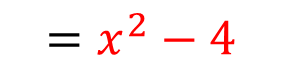 = x² − 4